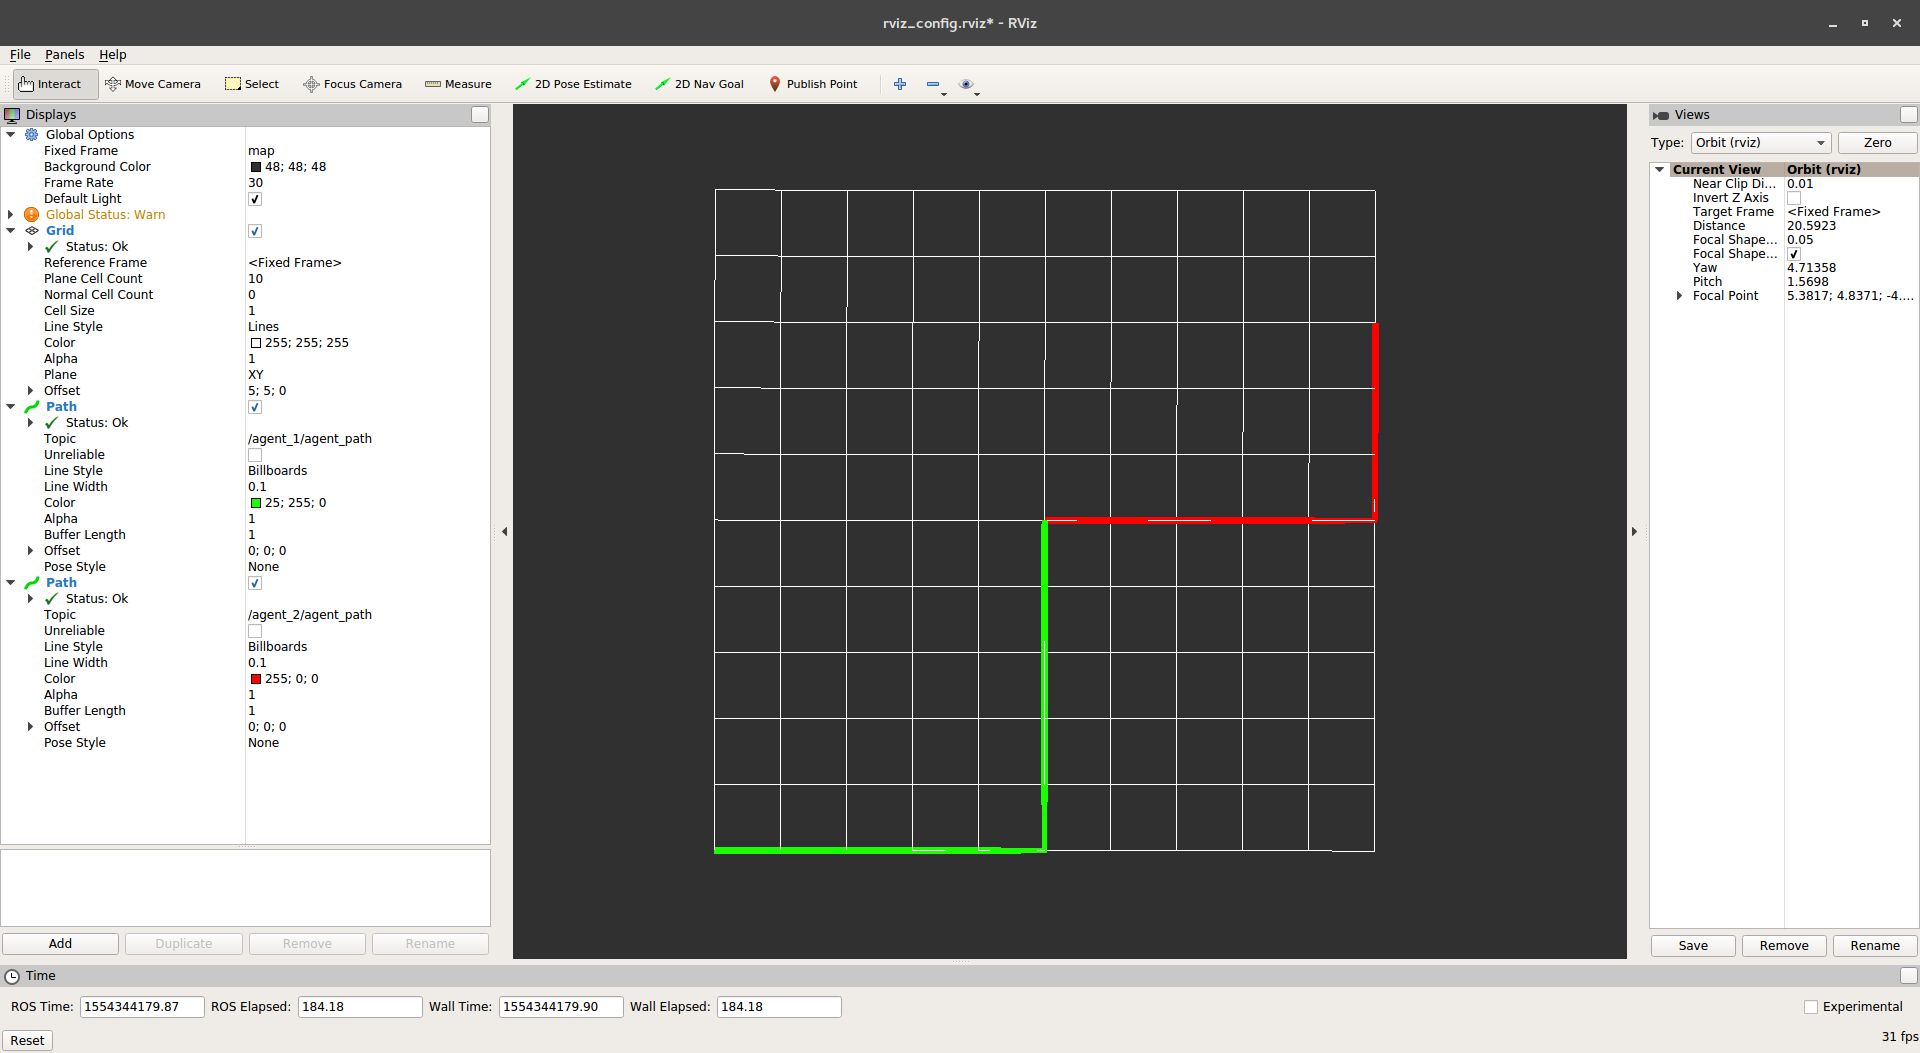 rviz_config.rviz* - RViz
File Panels Help
Interact Move Camera Select Focus Camera Measure 2D Pose Estimate 2D Nav Goal Publish Point
Displays
Global Options
Fixed Frame map
Background Color 48; 48; 48
Frame Rate 30
Default Light
Global Status: Warn
Grid
Status: Ok
Reference Frame <Fixed Frame>
Plane Cell Count 10
Normal Cell Count 0
Cell Size 1
Line Style Lines
Color 255; 255; 255
Alpha 1
Plane XY
Offset 5; 5; 0
Path
Status: Ok
Topic /agent_1/agent_path
Unreliable
Line Style Billboards
Line Width 0.1
Color 25; 255; 0
Alpha 1
Buffer Length 1
Offset 0; 0; 0
Pose Style None
Path
Status: Ok
Topic /agent_2/agent_path
Unreliable
Line Style Billboards
Line Width 0.1
Color 255; 0; 0
Alpha 1
Buffer Length 1
Offset 0; 0; 0
Pose Style None
Add Duplicate Remove Rename
Views
Type: Orbit (rviz) Zero
Current View Orbit (rviz)
Near Clip Di... 0.01
Invert Z Axis
Target Frame <Fixed Frame>
Distance 20.5923
Focal Shape... 0.05
Focal Shape...
Yaw 4.71358
Pitch 1.5698
Focal Point 5.3817; 4.8371; -4....
Save Remove Rename
Time
ROS Time: 1554344179.87 ROS Elapsed: 184.18 Wall Time: 1554344179.90 Wall Elapsed: 184.18 Experimental
Reset 31 fps